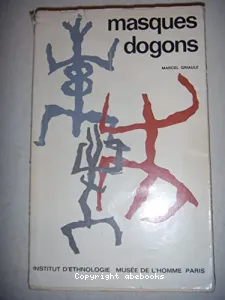 masques
dogons
MARCEL GRIAULE
INSTITUT D'ETHNOLOGIE MUSÉE DE L'HOMME PARIS
Copyright abebooks